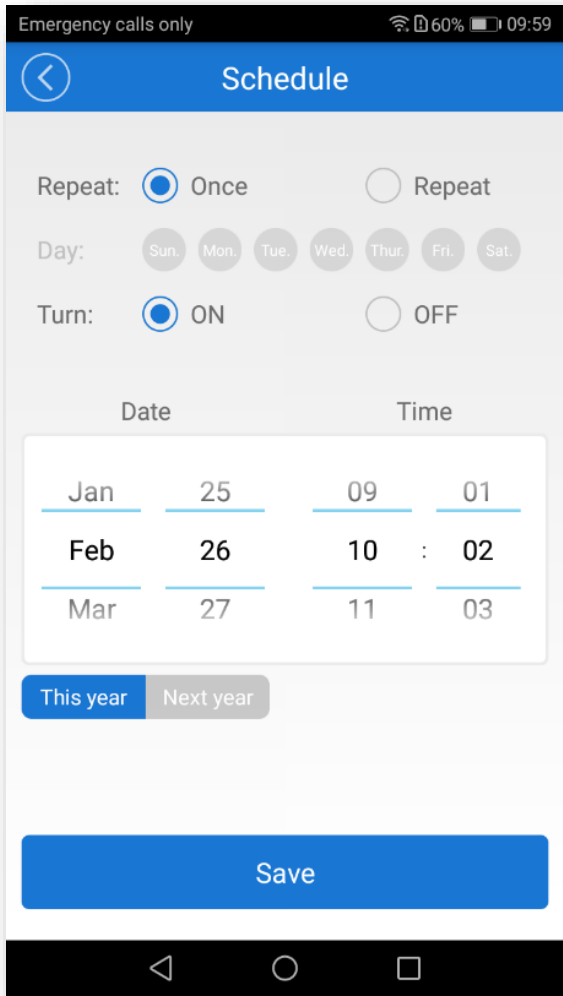 Emergency calls only 60% 09:59
Schedule
Repeat: Once Repeat
Day: Sun. Mon. Tue. Wed. Thur. Fri. Sat.
Turn: ON OFF
Date Time
Jan 25 09 01
Feb 26 10 : 02
Mar 27 11 03
This year Next year
Save